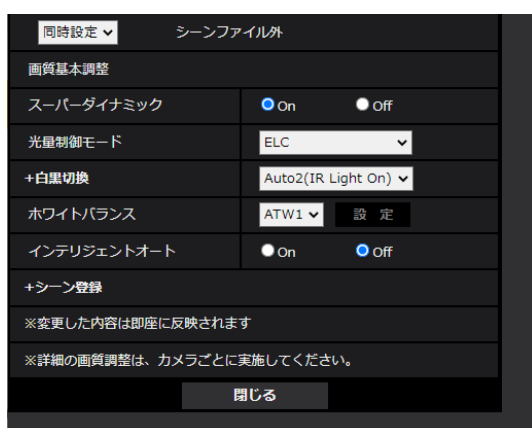 同時設定 シーンファイル外
画質基本調整
スーパーダイナミック On Off
光量制御モード ELC
+白黒切換 Auto2(IR Light On)
ホワイトバランス ATW1 設 定
インテリジェントオート On Off
+シーン登録
※変更した内容は即座に反映されます
※詳細の画質調整は、カメラごとに実施してください。
閉じる